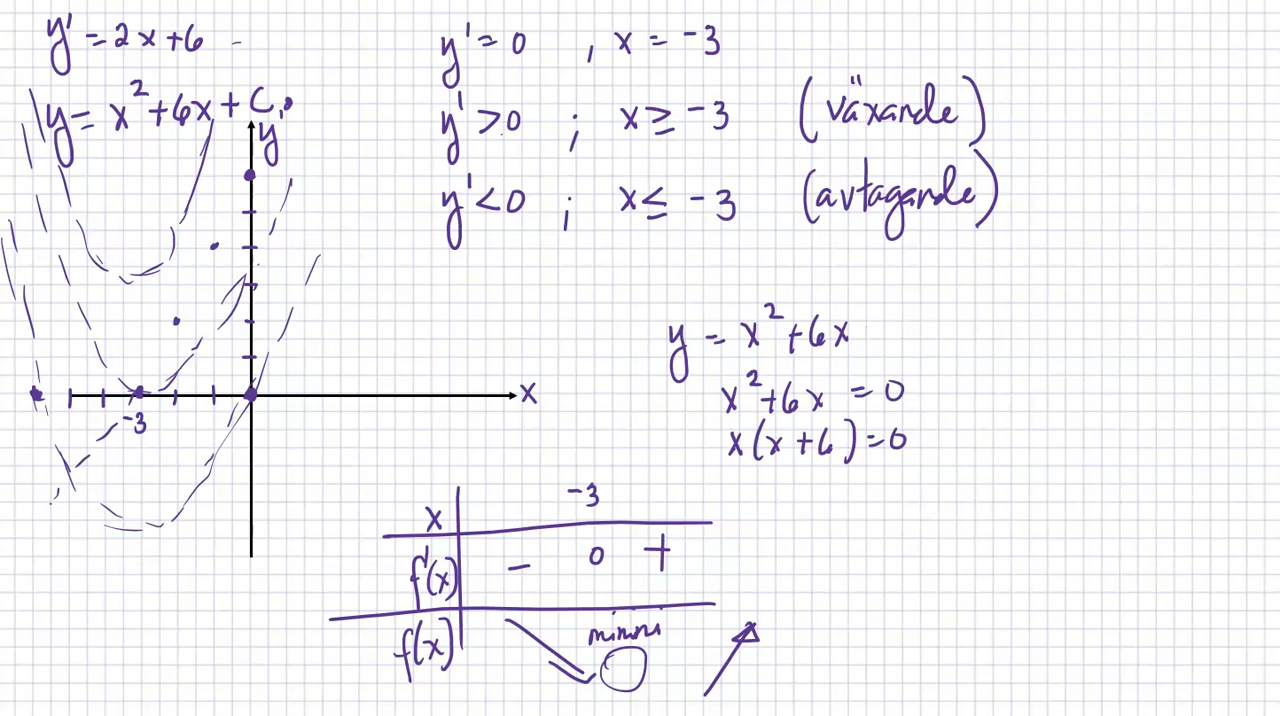 y' = 2x+6
y = x²+6x + C
y' = 0 , x = -3
y' > 0 ; x ≥ -3 (växande)
y' < 0 ; x ≤ -3 (avtagande)
y
x
-3
y = x²+6x
x²+6x = 0
x(x+6) = 0
x -3
f'(x) - 0 +
f(x)